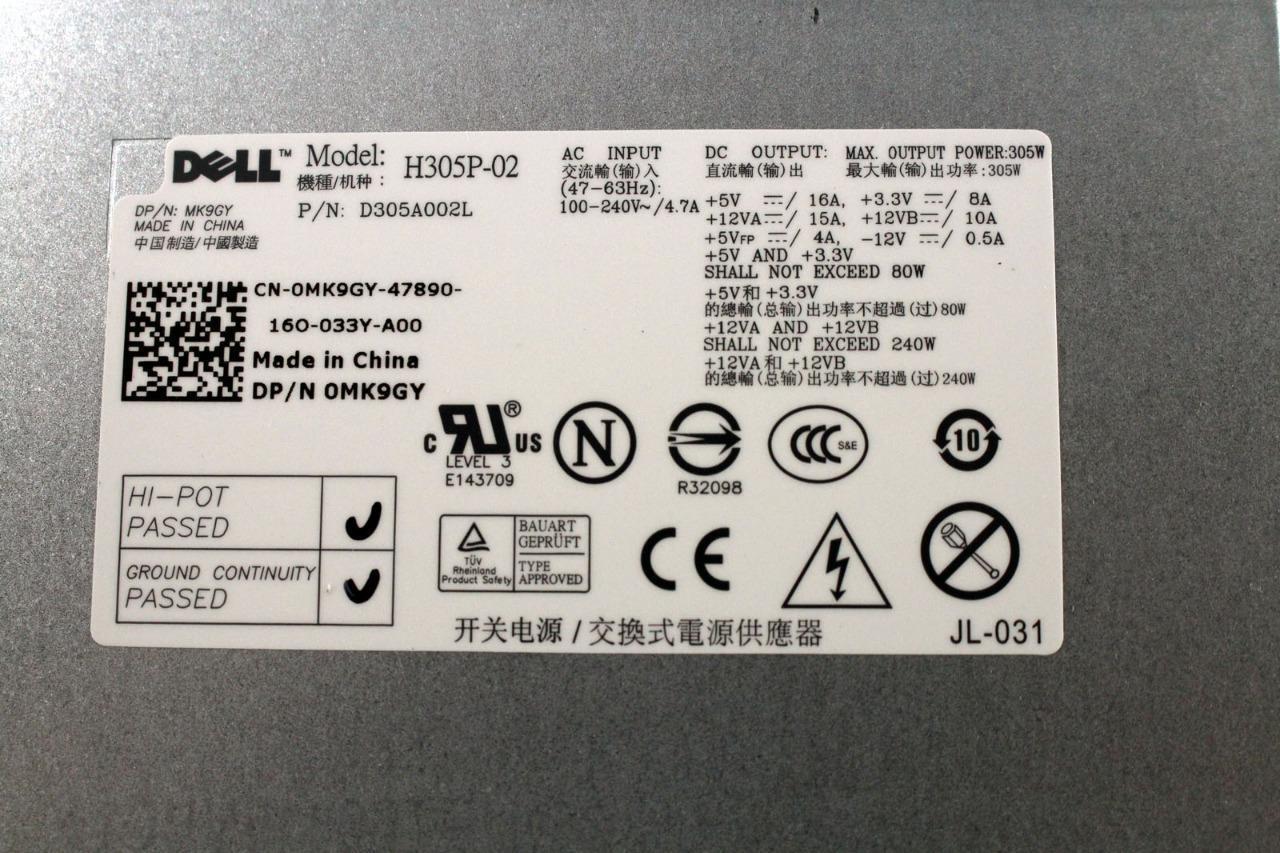 DELL™ Model: H305P-02
機種/机种：
P/N: D305A002L
DP/N: MK9GY
MADE IN CHINA
中国制造/中國製造
AC INPUT
交流輸(输)入
(47-63Hz):
100-240V~/4.7A
DC OUTPUT: MAX. OUTPUT POWER:305W
直流輸(输)出 最大輸(输)出功率:305W
+5V ⎓/ 16A, +3.3V ⎓/ 8A
+12VA⎓/ 15A, +12VB⎓/ 10A
+5VFP ⎓/ 4A, -12V ⎓/ 0.5A
+5V AND +3.3V
SHALL NOT EXCEED 80W
+5V和 +3.3V
的總輸(总输)出功率不超過(过)80W
+12VA AND +12VB
SHALL NOT EXCEED 240W
+12VA和 +12VB
的總輸(总输)出功率不超過(过)240W
CN-0MK9GY-47890-
16O-033Y-A00
Made in China
DP/N 0MK9GY
c RU® US
LEVEL 3
E143709
N
R32098
CCC S&E
10
HI-POT
PASSED
GROUND CONTINUITY
PASSED
TÜV
Rheinland
Product Safety
BAUART
GEPRÜFT
TYPE
APPROVED
CE
开关电源/交換式電源供應器
JL-031